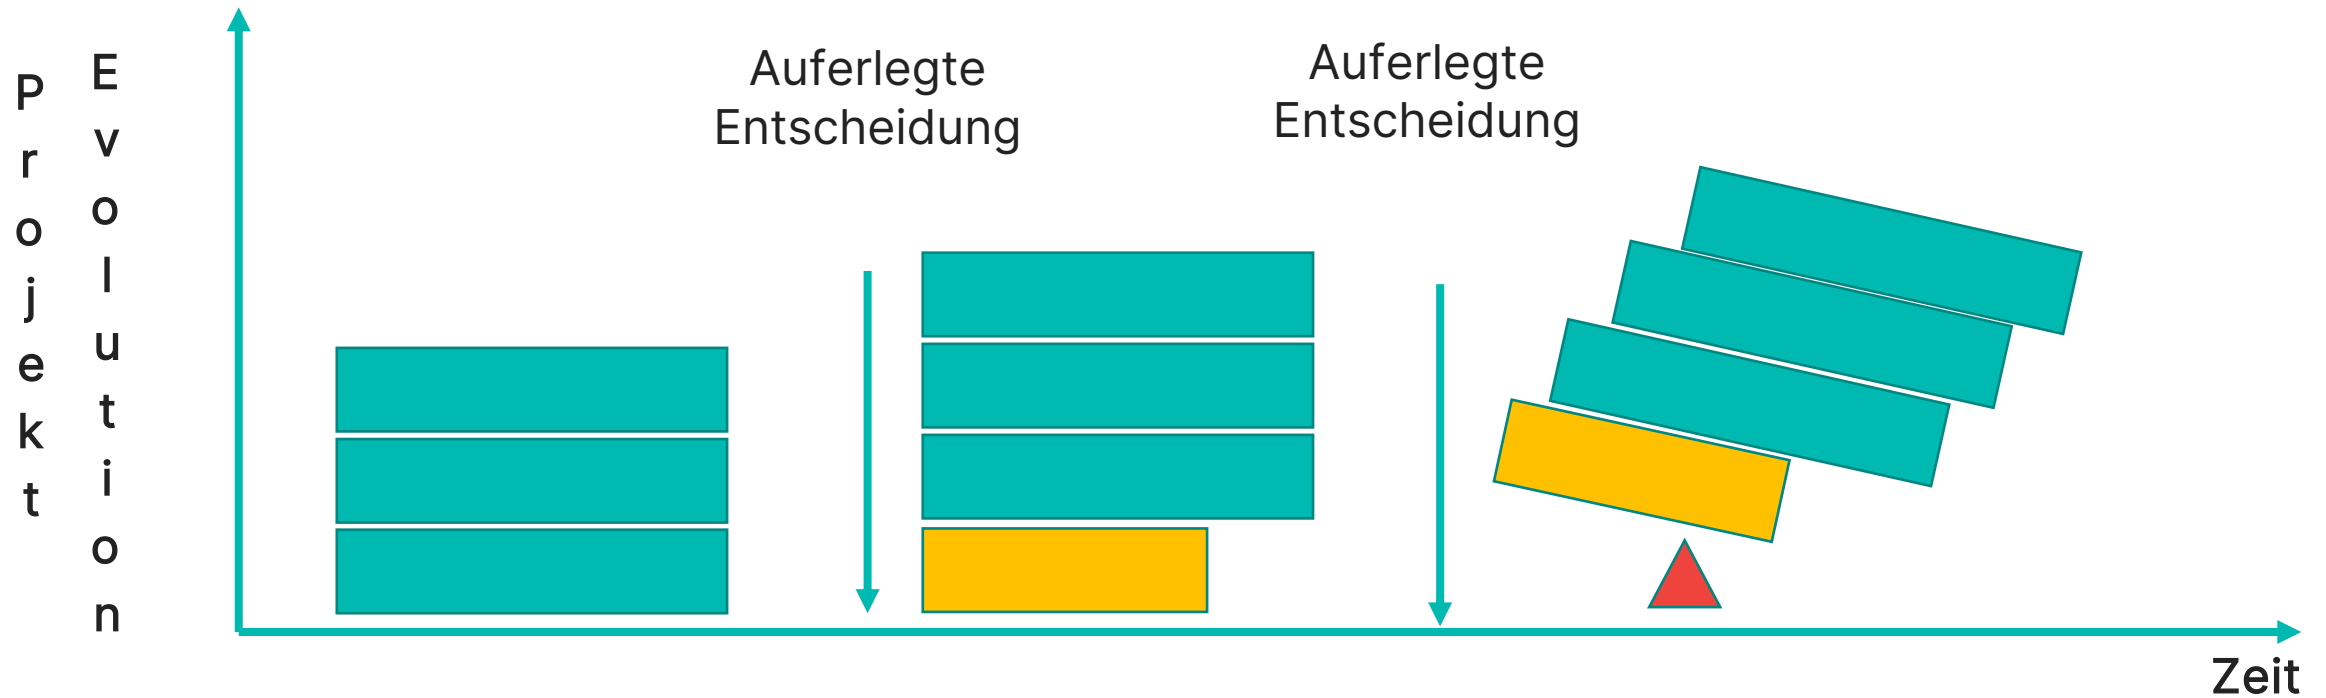 Projekt
Evolution
Auferlegte
Entscheidung
Auferlegte
Entscheidung
Zeit